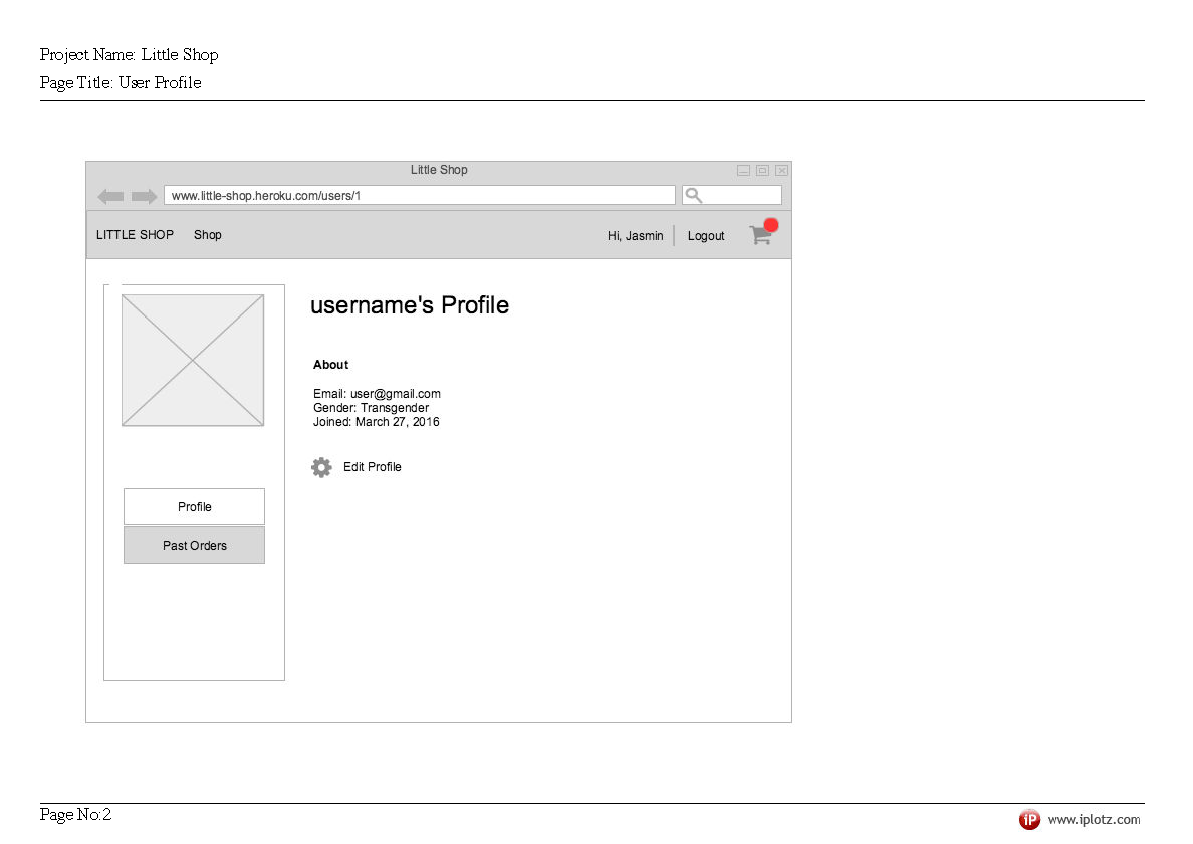 Project Name: Little Shop
Page Title: User Profile
Little Shop
www.little-shop.heroku.com/users/1
LITTLE SHOP Shop Hi, Jasmin Logout
username's Profile
About
Email: user@gmail.com
Gender: Transgender
Joined: March 27, 2016
Edit Profile
Profile
Past Orders
Page No:2
iP www.iplotz.com